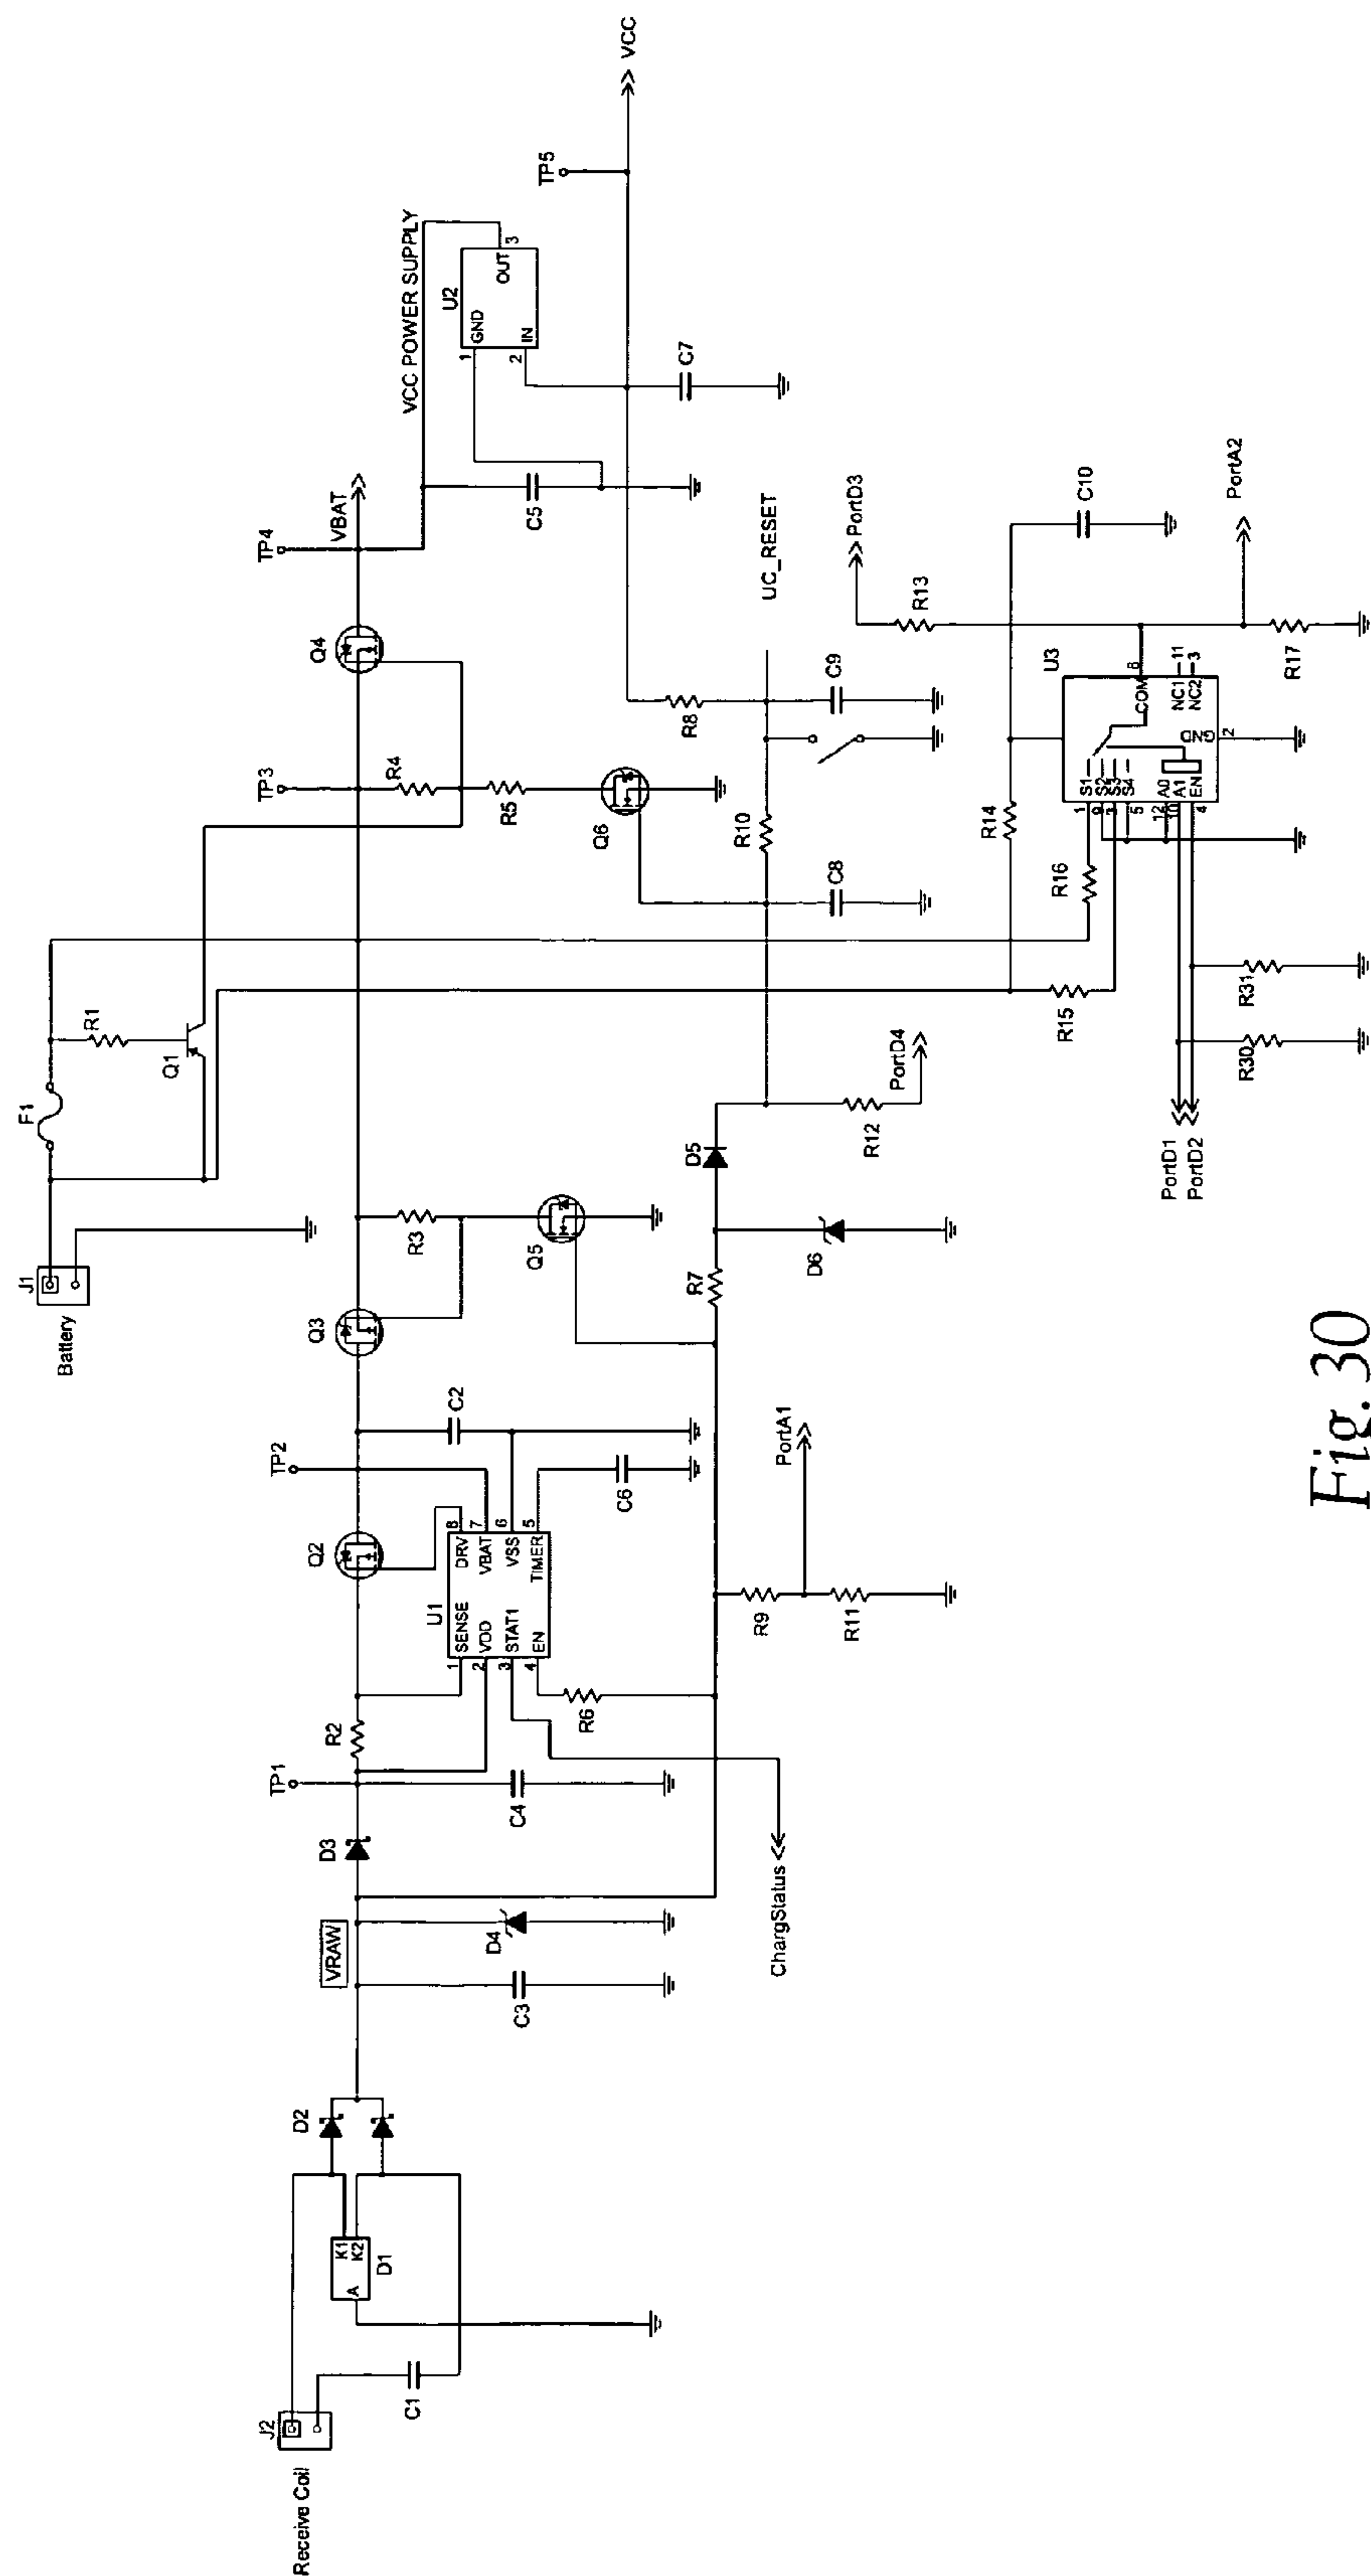 Receive Coil
J2
C1
A
K1
K2
D1
D2
VRAW
C3
D4
D3
TP1
C4
R2
U1
1
SENSE
2
VDD
3
STAT1
4
EN
8
DRV
7
VBAT
6
VSS
5
TIMER
R6
ChargStatus
Q2
TP2
C2
C6
R9
R11
PortA1
Q3
Battery
J1
F1
R1
Q1
R3
Q5
R7
D6
D5
R12
PortD4
TP3
R4
R5
Q6
R10
C8
R8
C9
UC_RESET
Q4
TP4
VBAT
VCC POWER SUPPLY
C5
U2
1
GND
2
IN
OUT
3
C7
TP5
VCC
PortD3
R13
R14
R15
R16
U3
1
S1
9
S2
3
S3
5
S4
12
A0
10
A1
4
EN
COM
8
NC1
11
NC2
3
GND
2
C10
PortA2
R17
PortD1
PortD2
R30
R31
Fig. 30